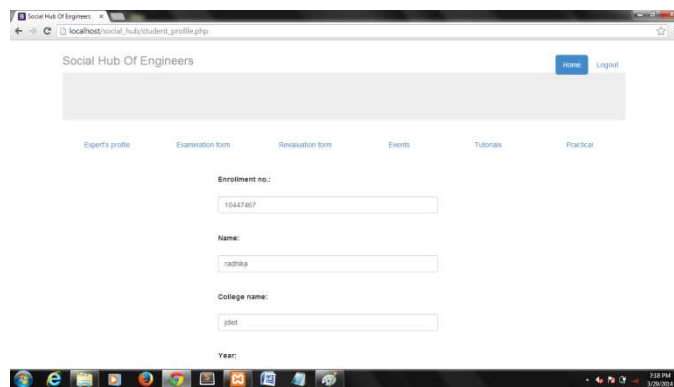 Social Hub Of Engineers
localhost/social_hub/student_profile.php
Social Hub Of Engineers
Home Logout
Expert's profile Examination form Revaluation form Events Tutorials Practical
Enrollment no.:
10447467
Name:
radhika
College name:
jdiet
Year:
7:18 PM
3/29/2014